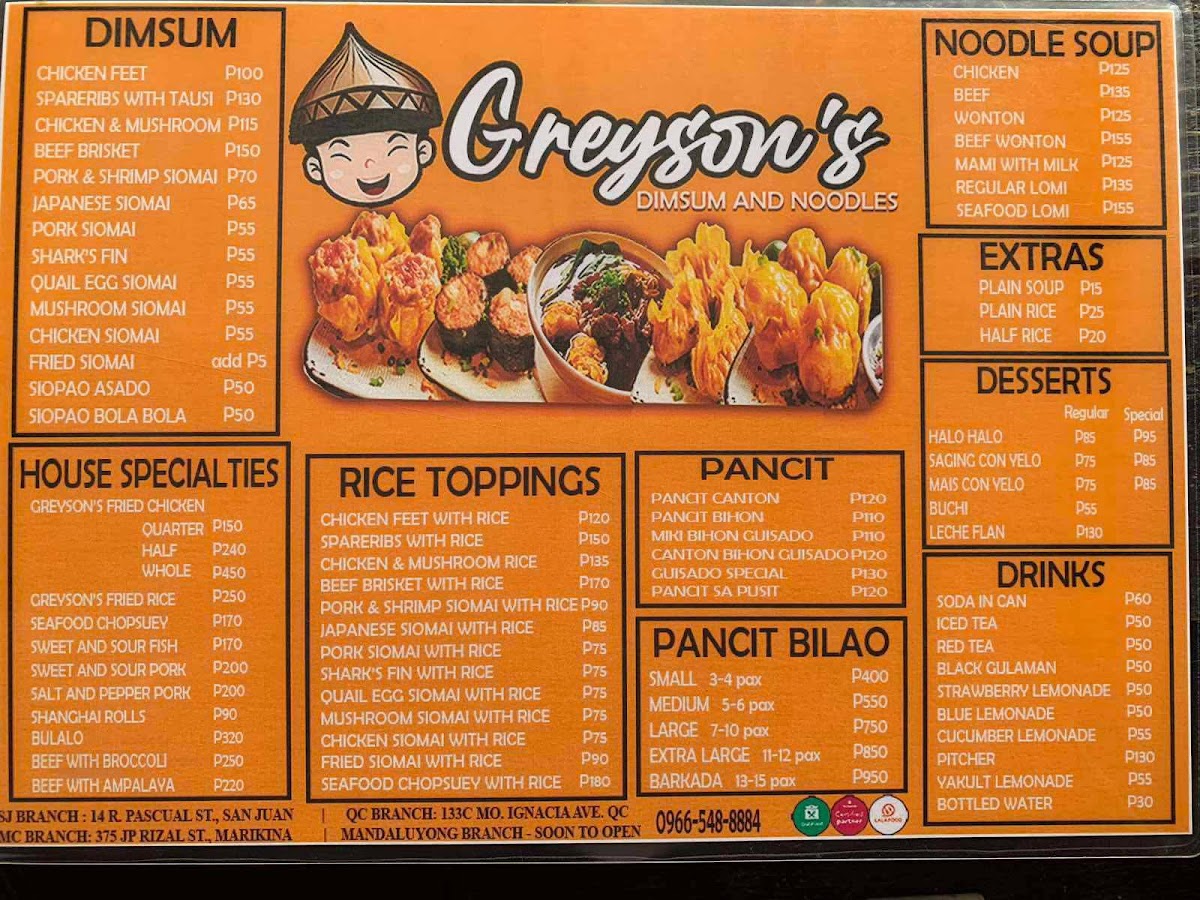 DIMSUM
CHICKEN FEET P100
SPARERIBS WITH TAUSI P130
CHICKEN & MUSHROOM P115
BEEF BRISKET P150
PORK & SHRIMP SIOMAI P70
JAPANESE SIOMAI P65
PORK SIOMAI P55
SHARK'S FIN P55
QUAIL EGG SIOMAI P55
MUSHROOM SIOMAI P55
CHICKEN SIOMAI P55
FRIED SIOMAI add P5
SIOPAO ASADO P50
SIOPAO BOLA BOLA P50
Greyson's
DIMSUM AND NOODLES
NOODLE SOUP
CHICKEN P125
BEEF P135
WONTON P125
BEEF WONTON P155
MAMI WITH MILK P125
REGULAR LOMI P135
SEAFOOD LOMI P155
EXTRAS
PLAIN SOUP P15
PLAIN RICE P25
HALF RICE P20
DESSERTS
Regular Special
HALO HALO P85 P95
SAGING CON YELO P75 P85
MAIS CON YELO P75 P85
BUCHI P55
LECHE FLAN P130
HOUSE SPECIALTIES
GREYSON'S FRIED CHICKEN
QUARTER P150
HALF P240
WHOLE P450
GREYSON'S FRIED RICE P250
SEAFOOD CHOPSUEY P170
SWEET AND SOUR FISH P170
SWEET AND SOUR PORK P200
SALT AND PEPPER PORK P200
SHANGHAI ROLLS P90
BULALO P320
BEEF WITH BROCCOLI P250
BEEF WITH AMPALAYA P220
RICE TOPPINGS
CHICKEN FEET WITH RICE P120
SPARERIBS WITH RICE P150
CHICKEN & MUSHROOM RICE P135
BEEF BRISKET WITH RICE P170
PORK & SHRIMP SIOMAI WITH RICE P90
JAPANESE SIOMAI WITH RICE P85
PORK SIOMAI WITH RICE P75
SHARK'S FIN WITH RICE P75
QUAIL EGG SIOMAI WITH RICE P75
MUSHROOM SIOMAI WITH RICE P75
CHICKEN SIOMAI WITH RICE P75
FRIED SIOMAI WITH RICE P90
SEAFOOD CHOPSUEY WITH RICE P180
PANCIT
PANCIT CANTON P120
PANCIT BIHON P110
MIKI BIHON GUISADO P110
CANTON BIHON GUISADO P120
GUISADO SPECIAL P130
PANCIT SA PUSIT P120
PANCIT BILAO
SMALL 3-4 pax P400
MEDIUM 5-6 pax P550
LARGE 7-10 pax P750
EXTRA LARGE 11-12 pax P850
BARKADA 13-15 pax P950
DRINKS
SODA IN CAN P60
ICED TEA P50
RED TEA P50
BLACK GULAMAN P50
STRAWBERRY LEMONADE P50
BLUE LEMONADE P50
CUCUMBER LEMONADE P55
PITCHER P130
YAKULT LEMONADE P55
BOTTLED WATER P30
SJ BRANCH : 14 R. PASCUAL ST., SAN JUAN | QC BRANCH: 133C MO. IGNACIA AVE. QC
MC BRANCH: 375 JP RIZAL ST., MARIKINA | MANDALUYONG BRANCH - SOON TO OPEN
0966-548-8884
Certified partner
LALAFOOD